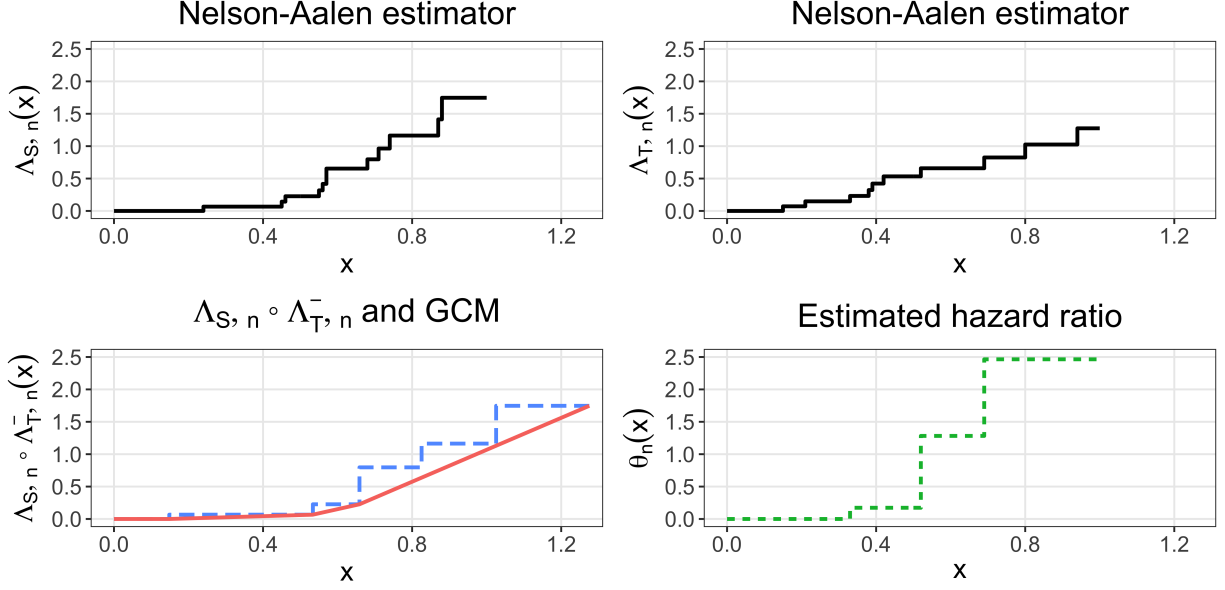 Nelson-Aalen estimator
ΛS, n(x)
2.5
2.0
1.5
1.0
0.5
0.0
0.0 0.4 0.8 1.2
x
Nelson-Aalen estimator
ΛT, n(x)
2.5
2.0
1.5
1.0
0.5
0.0
0.0 0.4 0.8 1.2
x
ΛS, n ∘ Λ−T, n and GCM
ΛS, n ∘ Λ−T, n(x)
2.5
2.0
1.5
1.0
0.5
0.0
0.0 0.4 0.8 1.2
x
Estimated hazard ratio
θn(x)
2.5
2.0
1.5
1.0
0.5
0.0
0.0 0.4 0.8 1.2
x